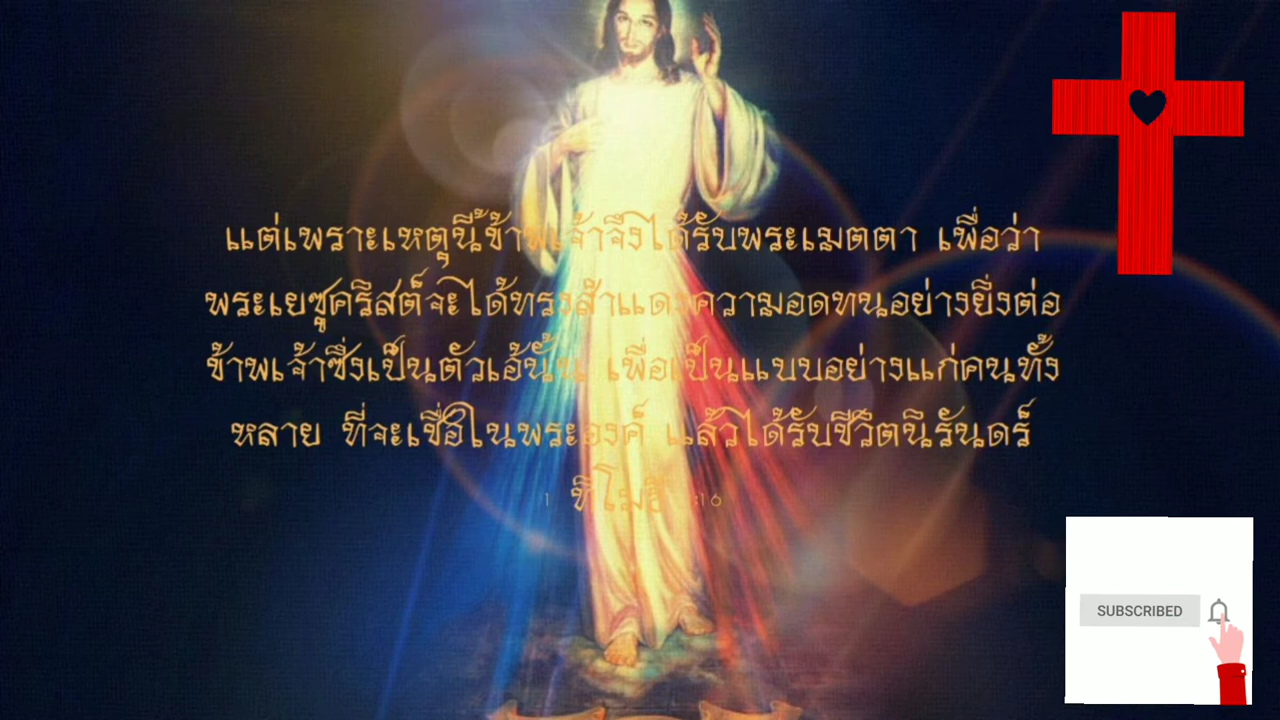 แต่เพราะเหตุนี้ข้าพเจ้าจึงได้รับพระเมตตา เพื่อว่า
พระเยซูคริสต์จะได้ทรงสำแดงความอดทนอย่างยิ่งต่อ
ข้าพเจ้าซึ่งเป็นตัวเอ้นั้น เพื่อเป็นแบบอย่างแก่คนทั้ง
หลาย ที่จะเชื่อในพระองค์ แล้วได้รับชีวิตนิรันดร์
1 ทิโมธี :16
SUBSCRIBED